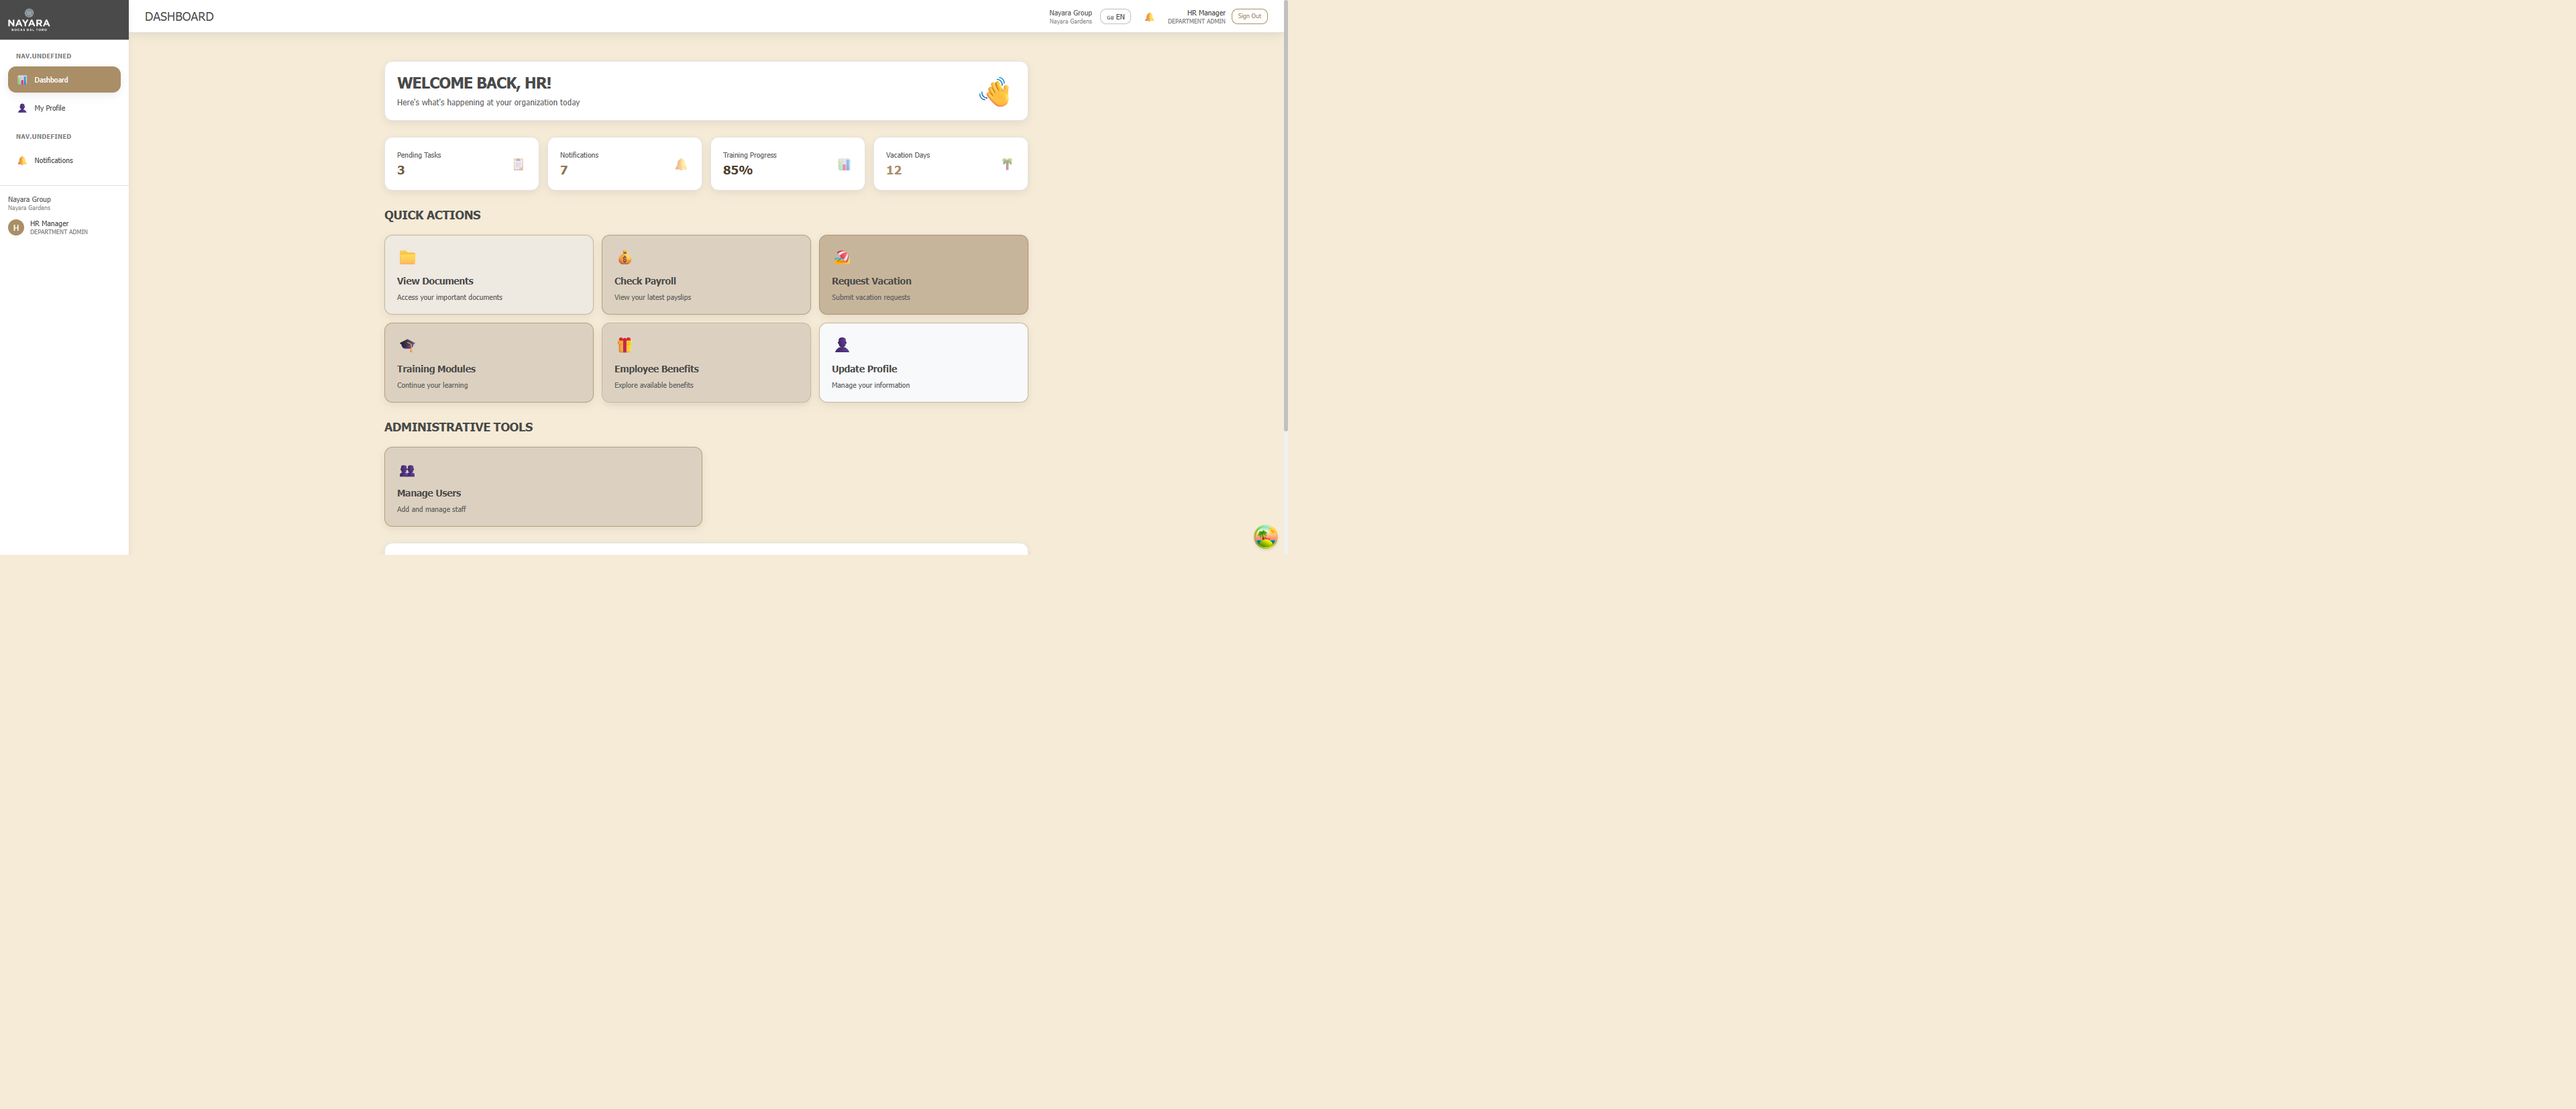 NAYARA
BOCAS DEL TORO
DASHBOARD
Nayara Group
Nayara Gardens
GB EN
HR Manager
DEPARTMENT ADMIN
Sign Out
NAV.UNDEFINED
Dashboard
My Profile
NAV.UNDEFINED
Notifications
Nayara Group
Nayara Gardens
H
HR Manager
DEPARTMENT ADMIN
WELCOME BACK, HR!
Here's what's happening at your organization today
Pending Tasks
3
Notifications
7
Training Progress
85%
Vacation Days
12
QUICK ACTIONS
View Documents
Access your important documents
Check Payroll
View your latest payslips
Request Vacation
Submit vacation requests
Training Modules
Continue your learning
Employee Benefits
Explore available benefits
Update Profile
Manage your information
ADMINISTRATIVE TOOLS
Manage Users
Add and manage staff